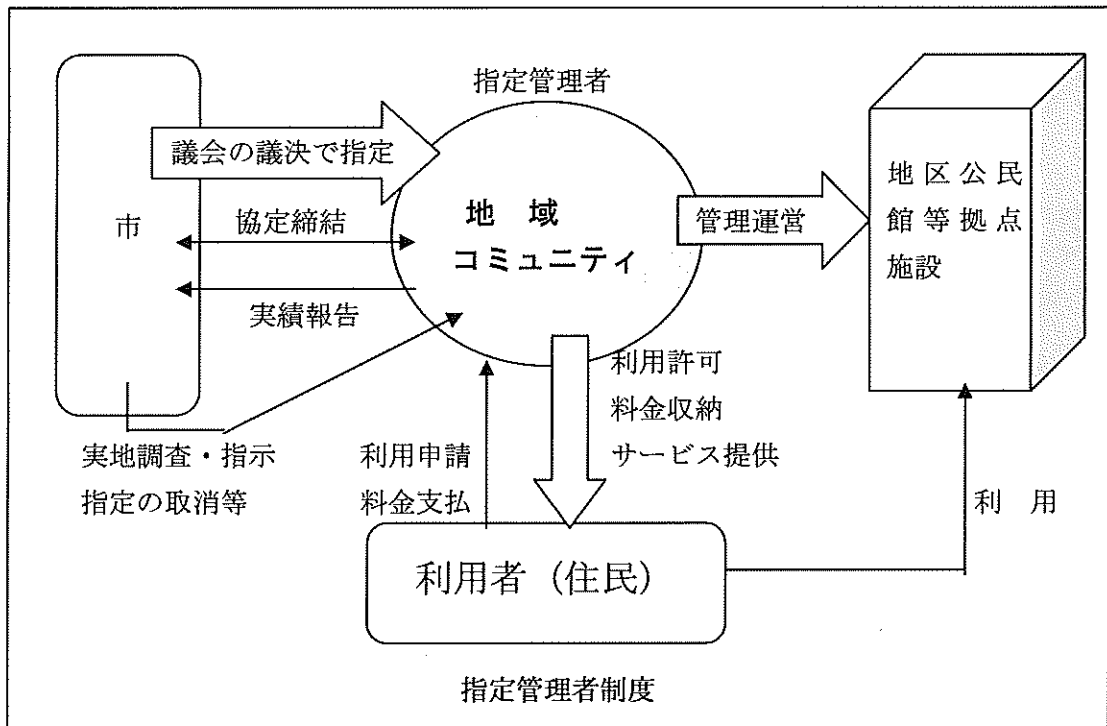 指定管理者
議会の議決で指定
地域
コミュニティ
市
協定締結
実績報告
管理運営
地区公民
館等拠点
施設
実地調査・指示
指定の取消等
利用申請
料金支払
利用許可
料金収納
サービス提供
利用
利用者（住民）
指定管理者制度